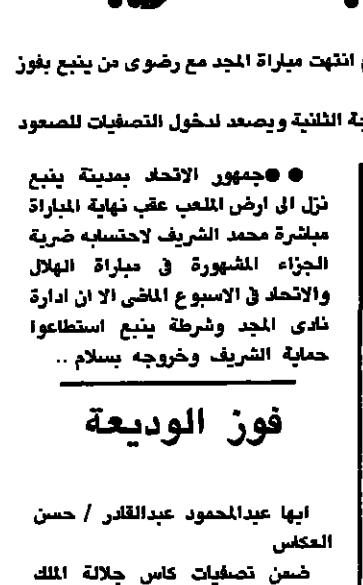 انتهت مباراة المجد مع رضوى من ينبع بفوز
الثانية ويصعد لدخول التصفيات للصعود
●●جمهور الاتحاد بمدينة ينبع
نزل الى ارض الملعب عقب نهاية المباراة
مباشرة محمد الشريف لاحتسابه ضربة
الجزاء المشهورة في مباراة الهلال
والاتحاد في الاسبوع الماضى الا ان ادارة
نادى المجد وشرطة ينبع استطاعوا
حماية الشريف وخروجه بسلام ..
فوز الوديعة
ابها عبدالمحمود عبدالقادر / حسن
العكاس
ضمن تصفيات كاس جلالة الملك